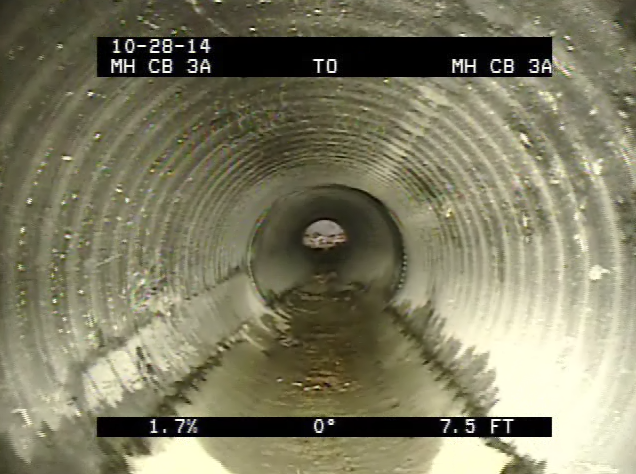 10-28-14
MH CB 3A TO MH CB 3A
1.7% 0° 7.5 FT